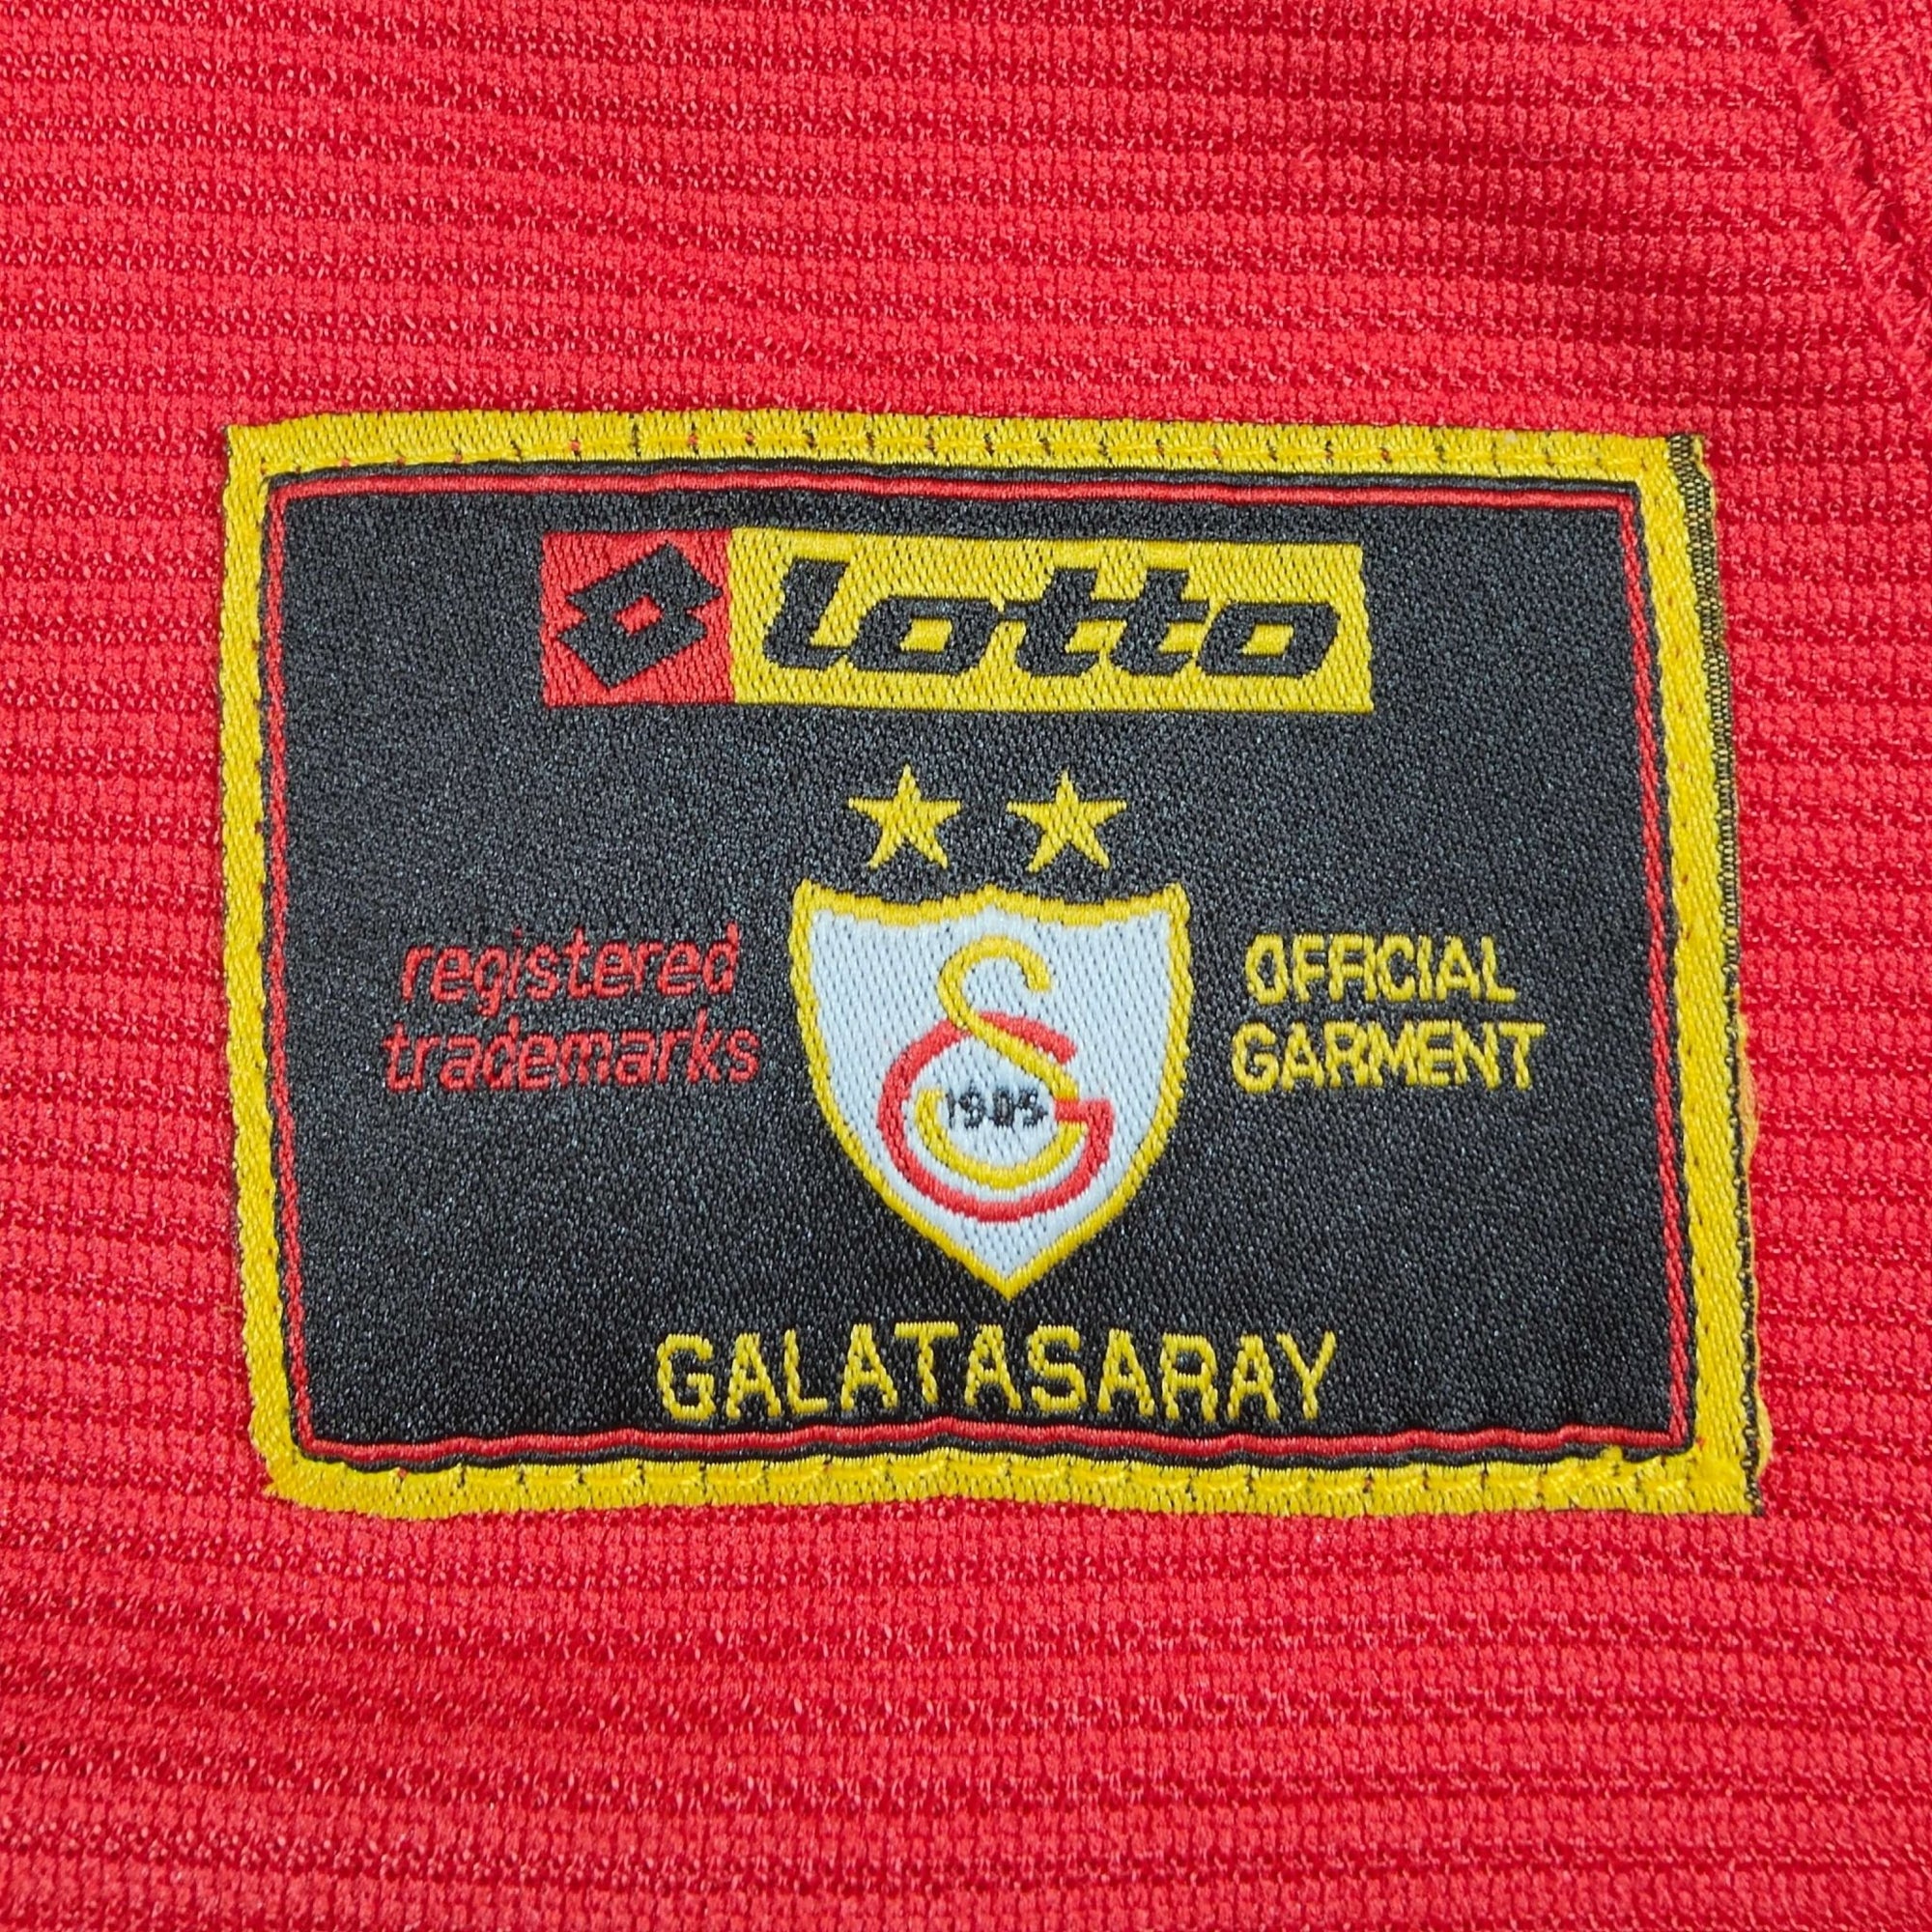 Lotto
registered
trademarks
1905
OFFICIAL
GARMENT
GALATASARAY